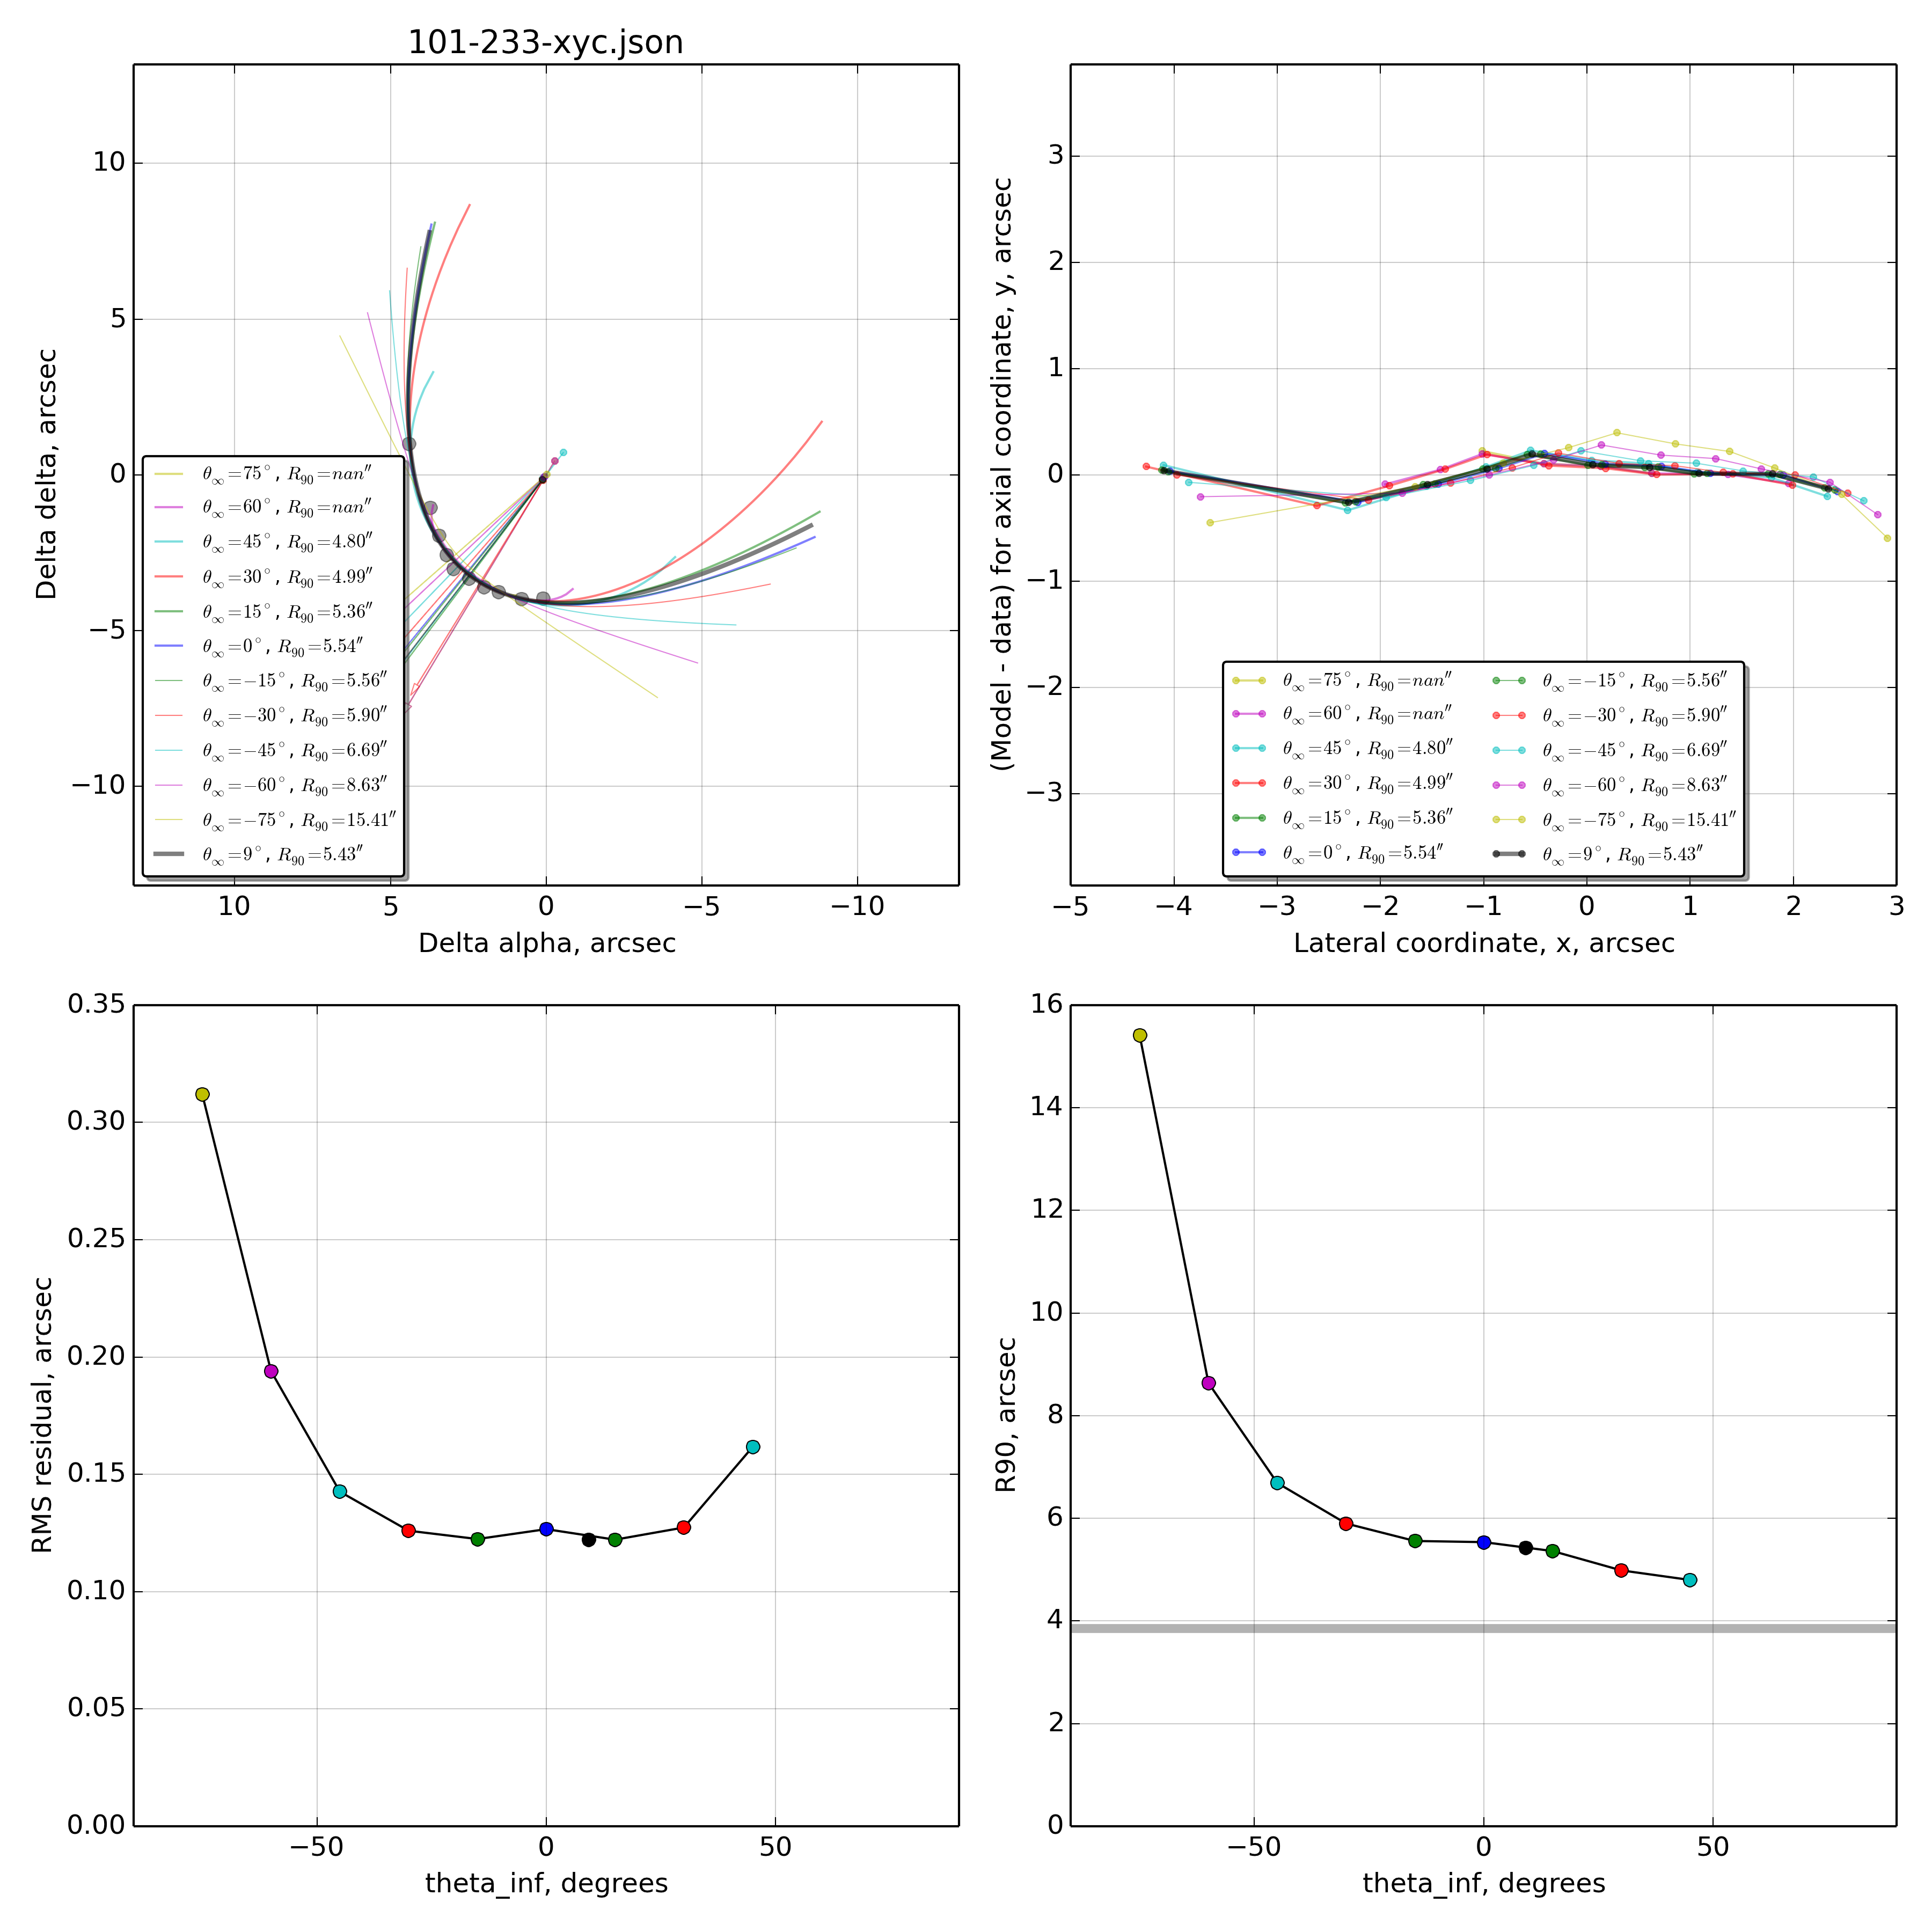 101-233-xyc.json
10
5
0
−5
−10
Delta delta, arcsec
θ∞=75°, R90=nan″
θ∞=60°, R90=nan″
θ∞=45°, R90=4.80″
θ∞=30°, R90=4.99″
θ∞=15°, R90=5.36″
θ∞=0°, R90=5.54″
θ∞=−15°, R90=5.56″
θ∞=−30°, R90=5.90″
θ∞=−45°, R90=6.69″
θ∞=−60°, R90=8.63″
θ∞=−75°, R90=15.41″
θ∞=9°, R90=5.43″
10 5 0 −5 −10
Delta alpha, arcsec
3
2
1
0
−1
−2
−3
(Model - data) for axial coordinate, y, arcsec
θ∞=75°, R90=nan″
θ∞=60°, R90=nan″
θ∞=45°, R90=4.80″
θ∞=30°, R90=4.99″
θ∞=15°, R90=5.36″
θ∞=0°, R90=5.54″
θ∞=−15°, R90=5.56″
θ∞=−30°, R90=5.90″
θ∞=−45°, R90=6.69″
θ∞=−60°, R90=8.63″
θ∞=−75°, R90=15.41″
θ∞=9°, R90=5.43″
−5 −4 −3 −2 −1 0 1 2 3
Lateral coordinate, x, arcsec
0.35
0.30
0.25
0.20
0.15
0.10
0.05
0.00
RMS residual, arcsec
−50 0 50
theta_inf, degrees
16
14
12
10
8
6
4
2
0
R90, arcsec
−50 0 50
theta_inf, degrees